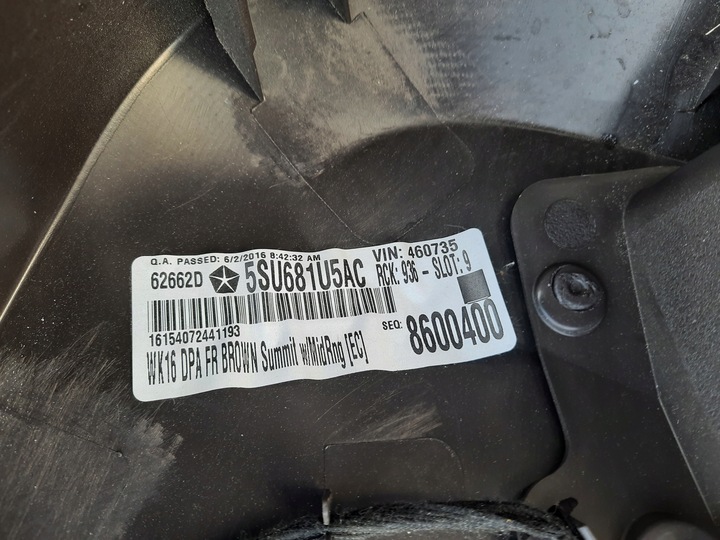 Q.A. PASSED: 6/2/2016 8:42:32 AM
VIN: 460735
62662D 5SU681U5AC RCK: 936 - SLOT: 9
16154072441193 SEQ: 8600400
WK16 DPA FR BROWN Summit w/MidRng [EC]